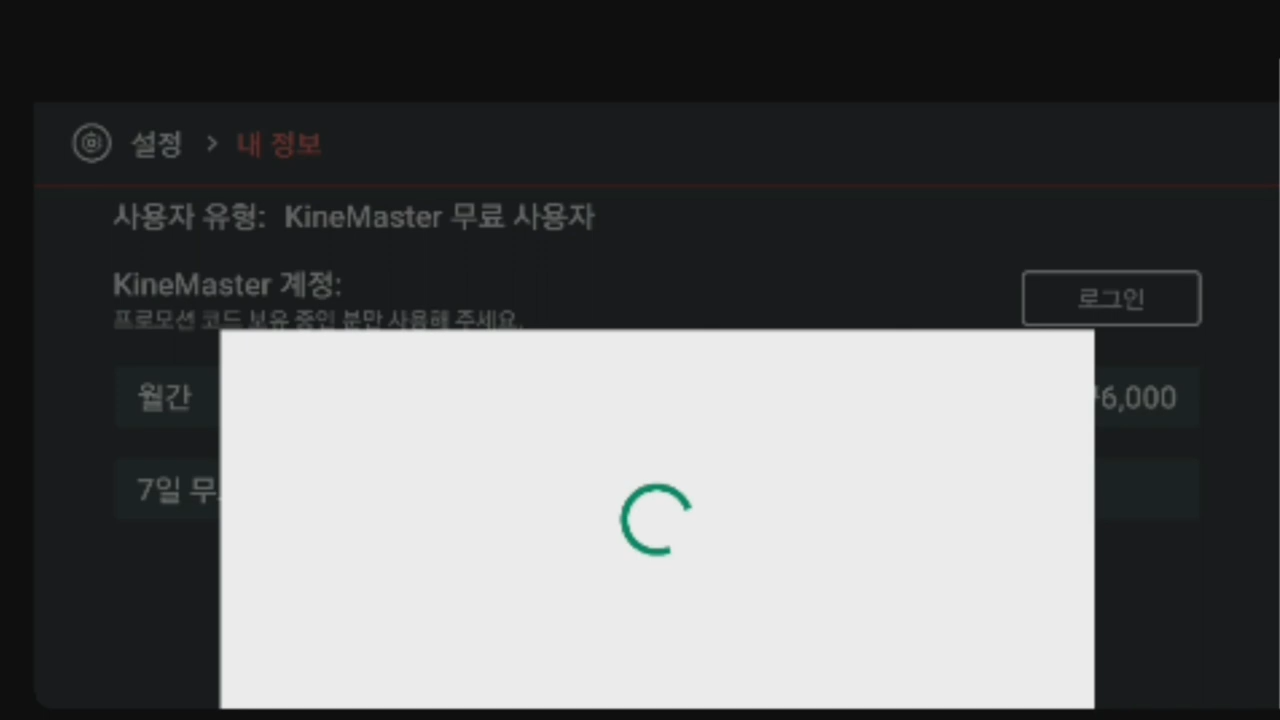 설정 > 내 정보
사용자 유형: KineMaster 무료 사용자
KineMaster 계정:
로그인
프로모션 코드 보유 중인 분만 사용해 주세요.
월간 6,000
7일